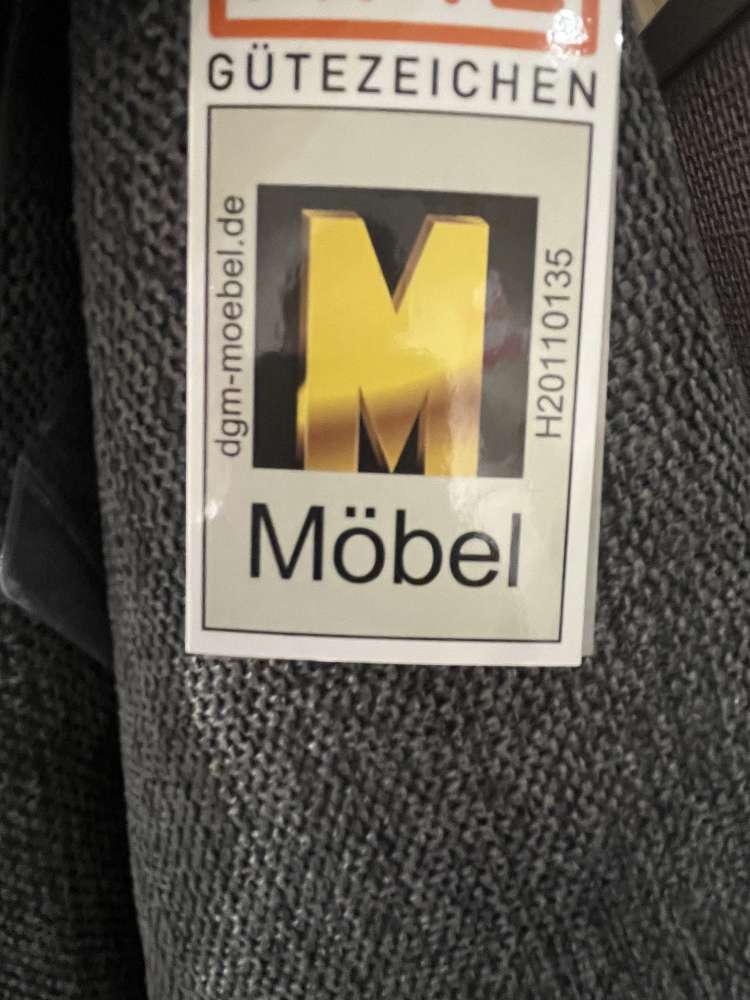 GÜTEZEICHEN
dgm-moebel.de
M
H20110135
Möbel